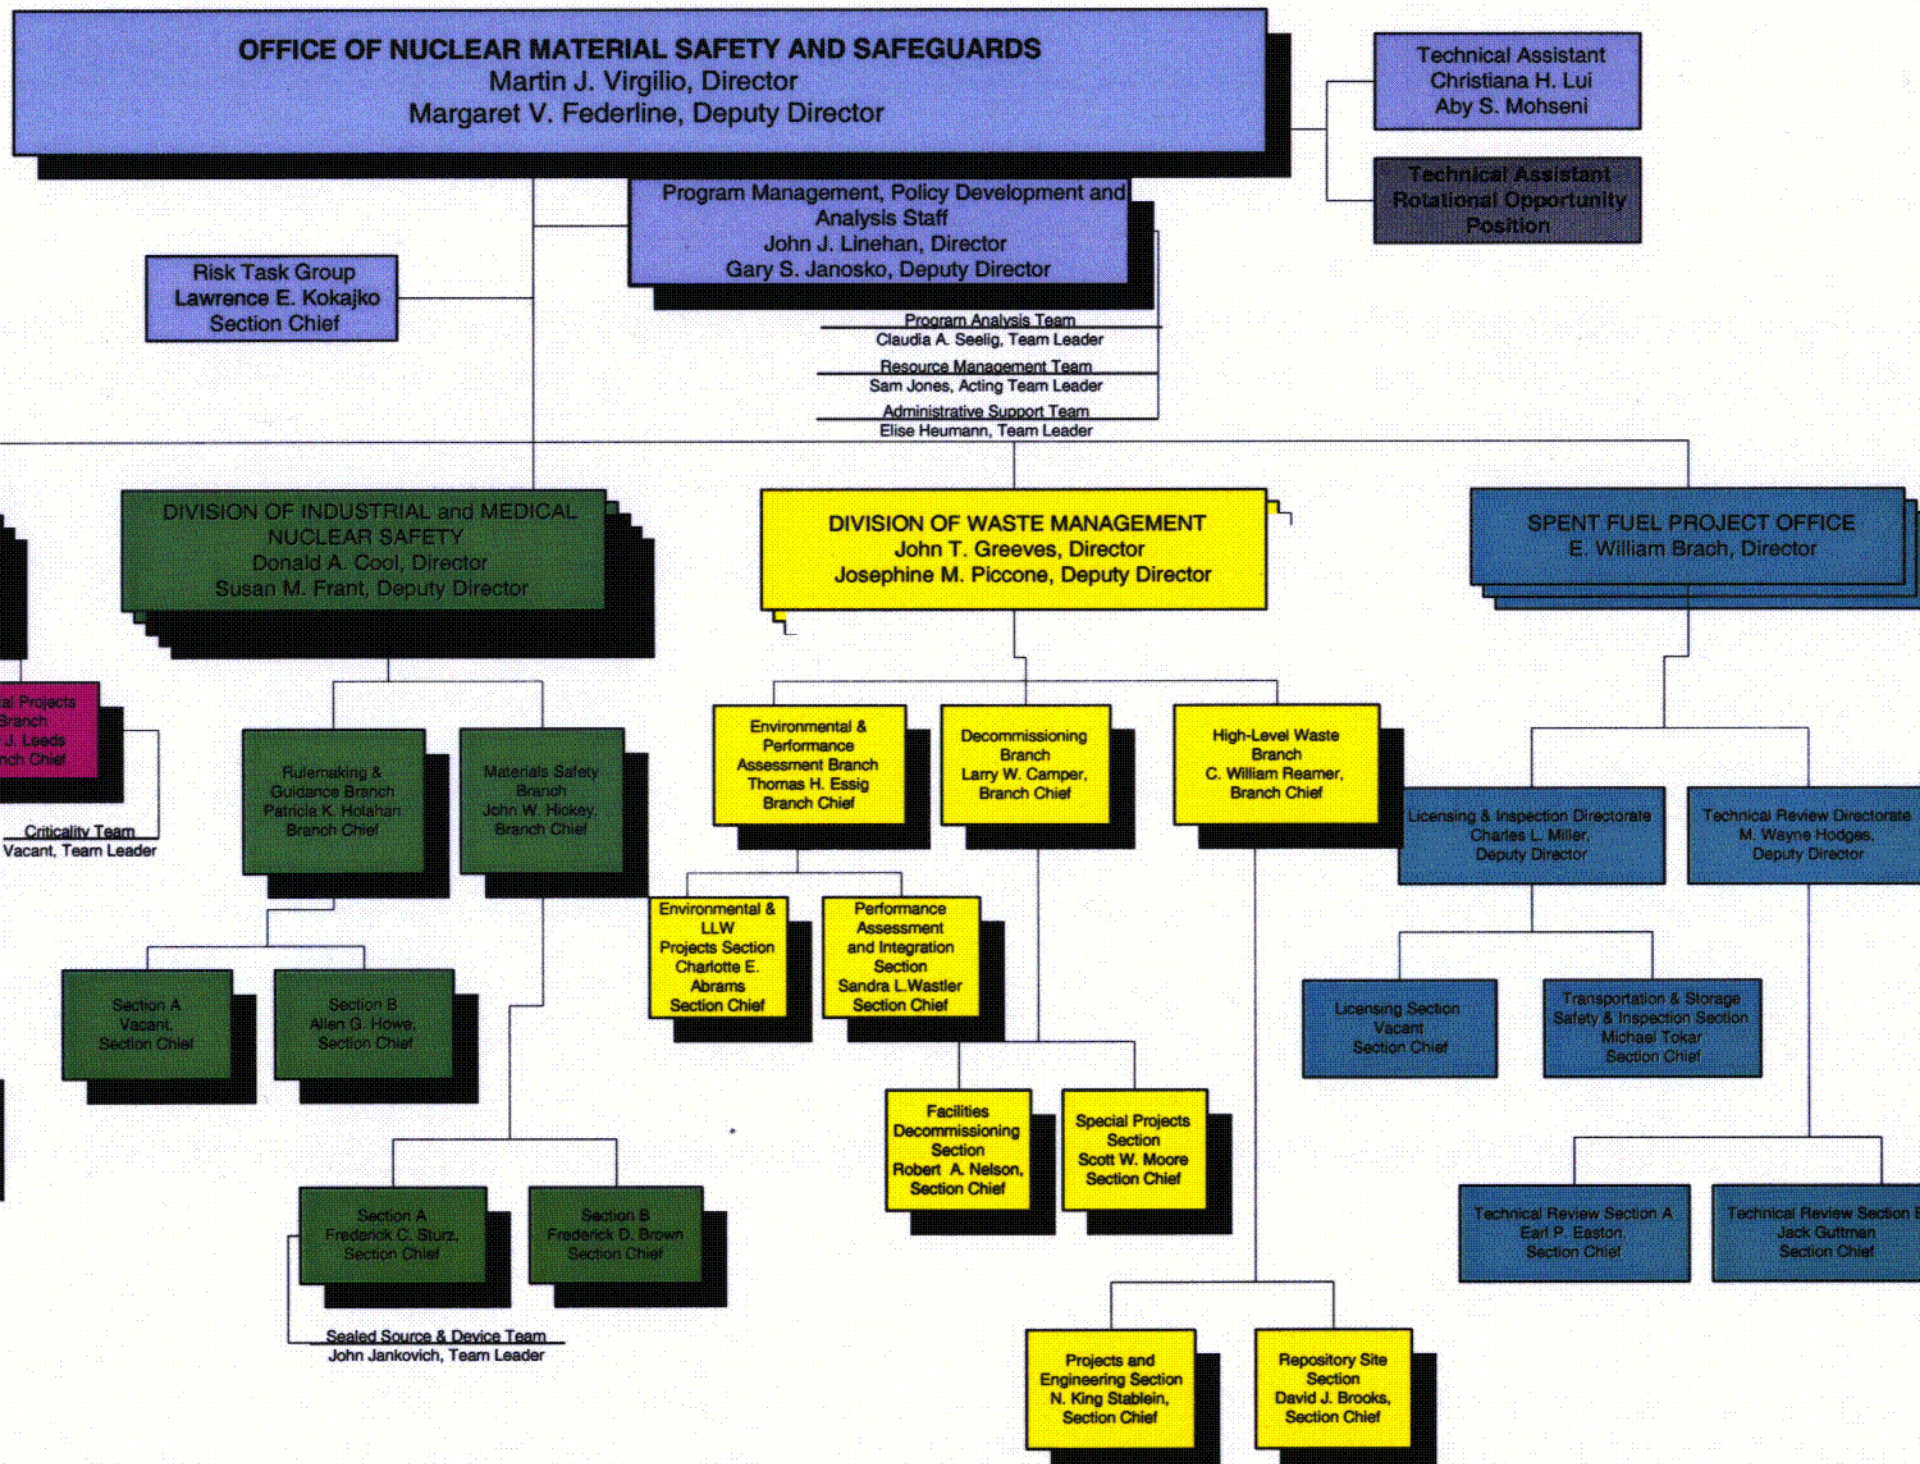 OFFICE OF NUCLEAR MATERIAL SAFETY AND SAFEGUARDS
Martin J. Virgilio, Director
Margaret V. Federline, Deputy Director
Technical Assistant
Christiana H. Lui
Aby S. Mohseni
Technical Assistant
Rotational Opportunity
Position
Program Management, Policy Development and
Analysis Staff
John J. Linehan, Director
Gary S. Janosko, Deputy Director
Risk Task Group
Lawrence E. Kokajko
Section Chief
Program Analysis Team
Claudia A. Seelig, Team Leader
Resource Management Team
Sam Jones, Acting Team Leader
Administrative Support Team
Elise Heumann, Team Leader
DIVISION OF INDUSTRIAL and MEDICAL
NUCLEAR SAFETY
Donald A. Cool, Director
Susan M. Frant, Deputy Director
DIVISION OF WASTE MANAGEMENT
John T. Greeves, Director
Josephine M. Piccone, Deputy Director
SPENT FUEL PROJECT OFFICE
E. William Brach, Director
al Projects
Branch
J. Leeds
nch Chief
Criticality Team
Vacant, Team Leader
Rulemaking &
Guidance Branch
Patricia K. Holahan
Branch Chief
Materials Safety
Branch
John W. Hickey,
Branch Chief
Environmental &
Performance
Assessment Branch
Thomas H. Essig
Branch Chief
Decommissioning
Branch
Larry W. Camper,
Branch Chief
High-Level Waste
Branch
C. William Reamer,
Branch Chief
Licensing & Inspection Directorate
Charles L. Miller,
Deputy Director
Technical Review Directorate
M. Wayne Hodges,
Deputy Director
Section A
Vacant,
Section Chief
Section B
Allen G. Howe,
Section Chief
Environmental &
LLW
Projects Section
Charlotte E.
Abrams
Section Chief
Performance
Assessment
and Integration
Section
Sandra L.Wastler
Section Chief
Licensing Section
Vacant
Section Chief
Transportation & Storage
Safety & Inspection Section
Michael Tokar
Section Chief
Facilities
Decommissioning
Section
Robert A. Nelson,
Section Chief
Special Projects
Section
Scott W. Moore
Section Chief
Section A
Frederick C. Sturz,
Section Chief
Section B
Frederick D. Brown
Section Chief
Sealed Source & Device Team
John Jankovich, Team Leader
Technical Review Section A
Earl P. Easton,
Section Chief
Technical Review Section B
Jack Guttman
Section Chief
Projects and
Engineering Section
N. King Stablein,
Section Chief
Repository Site
Section
David J. Brooks,
Section Chief